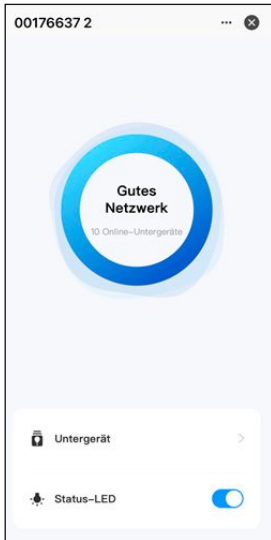 00176637 2
Gutes
Netzwerk
10 Online-Untergeräte
Untergerät
Status-LED